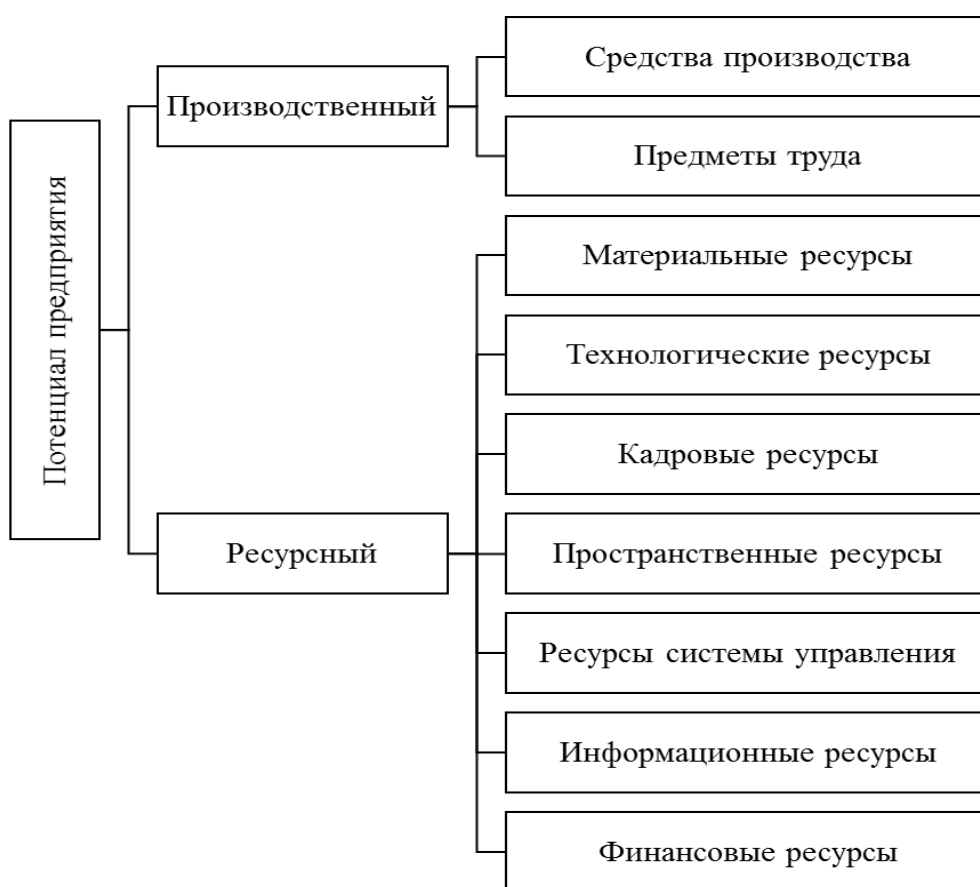 Потенциал предприятия
Производственный
Средства производства
Предметы труда
Ресурсный
Материальные ресурсы
Технологические ресурсы
Кадровые ресурсы
Пространственные ресурсы
Ресурсы системы управления
Информационные ресурсы
Финансовые ресурсы